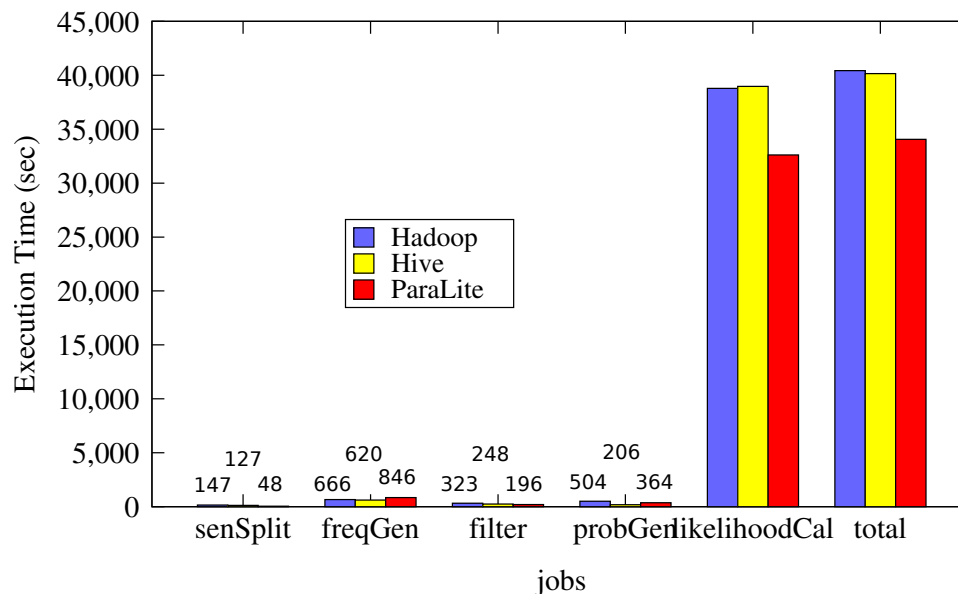 45,000
40,000
35,000
30,000
25,000
20,000
15,000
10,000
5,000
0
Execution Time (sec)
Hadoop
Hive
ParaLite
127 620 248 206
147 48 666 846 323 196 504 364
senSplit freqGen filter probGen likelihoodCal total
jobs